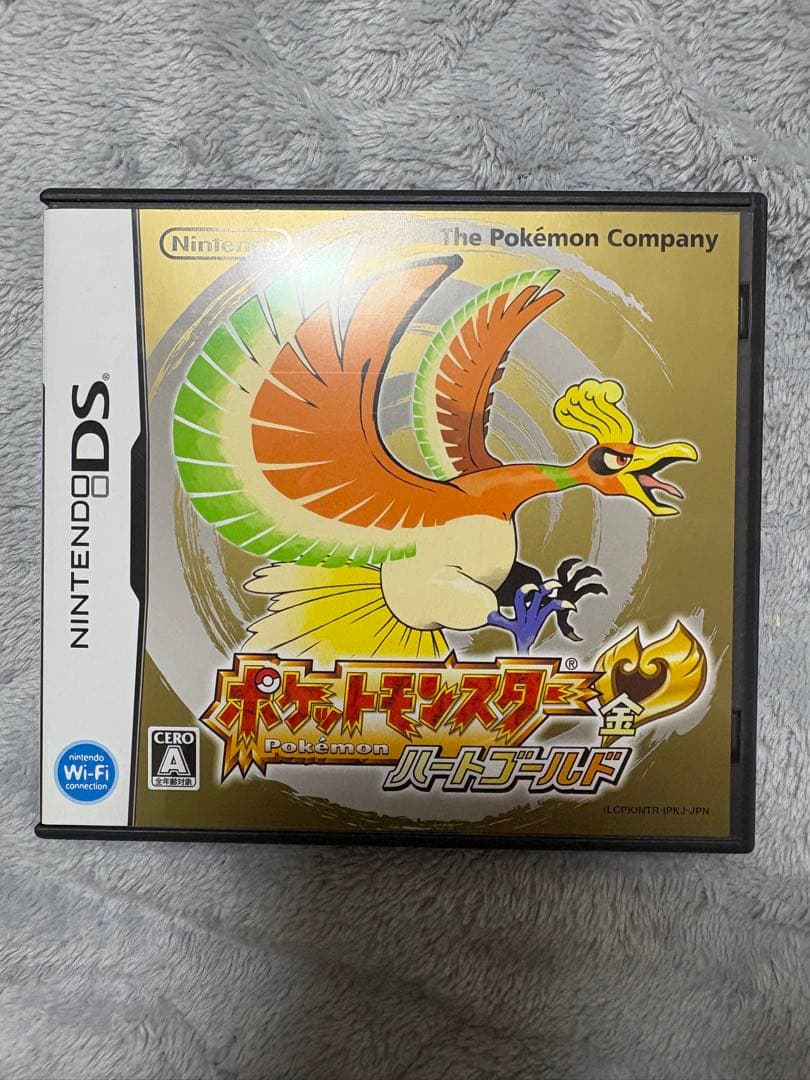 Nintendo
The Pokémon Company
NINTENDO DS®
ポケットモンスター®
Pokémon
金
ハートゴールド
CERO
A
全年齢対象
nintendo
Wi-Fi
connection
(LCPK)NTR-IPKJ-JPN